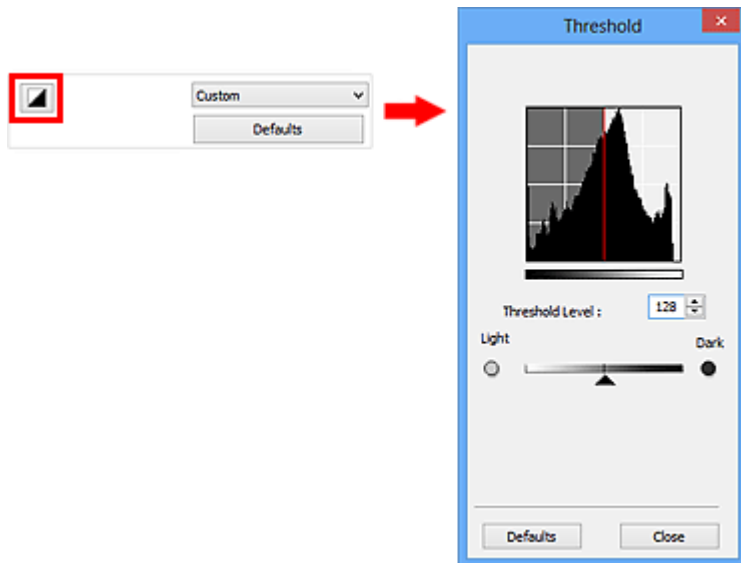 Custom
Defaults
Threshold
Threshold Level :
128
Light
Dark
Defaults
Close